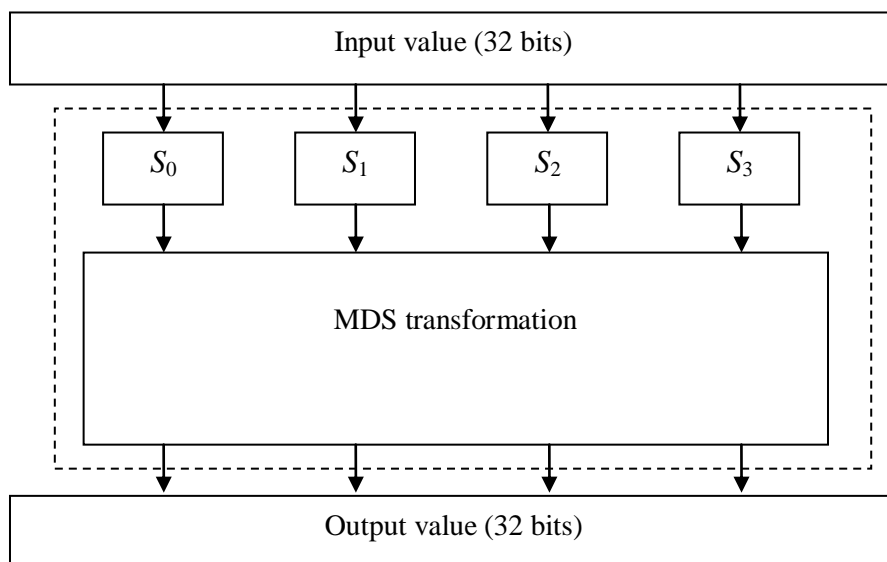 Input value (32 bits)
S₀ S₁ S₂ S₃
MDS transformation
Output value (32 bits)